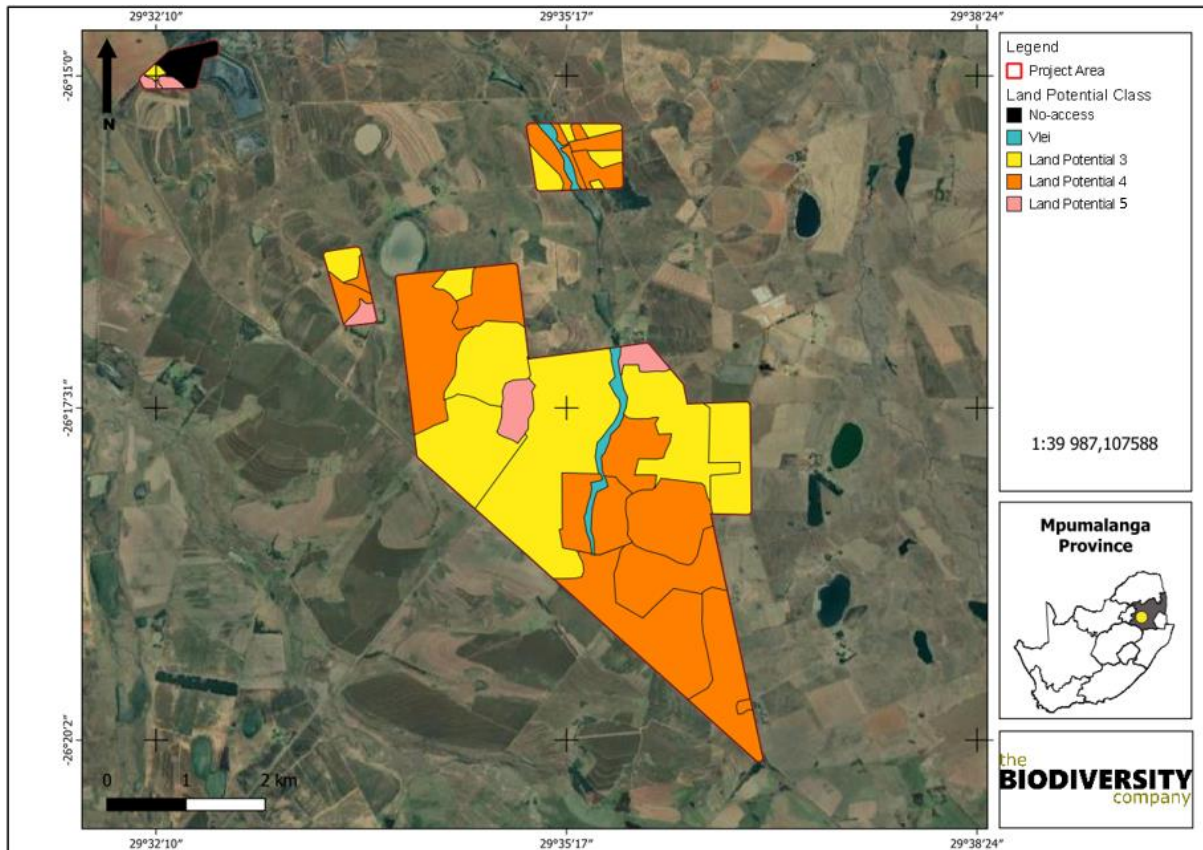 29°32'10"
29°35'17"
29°38'24"
-26°15'0"
-26°17'31"
-26°20'2"
N
0 1 2 km
29°32'10"
29°35'17"
29°38'24"
Legend
Project Area
Land Potential Class
No-access
Vlei
Land Potential 3
Land Potential 4
Land Potential 5
1:39 987,107588
Mpumalanga
Province
the
BIODIVERSITY
company